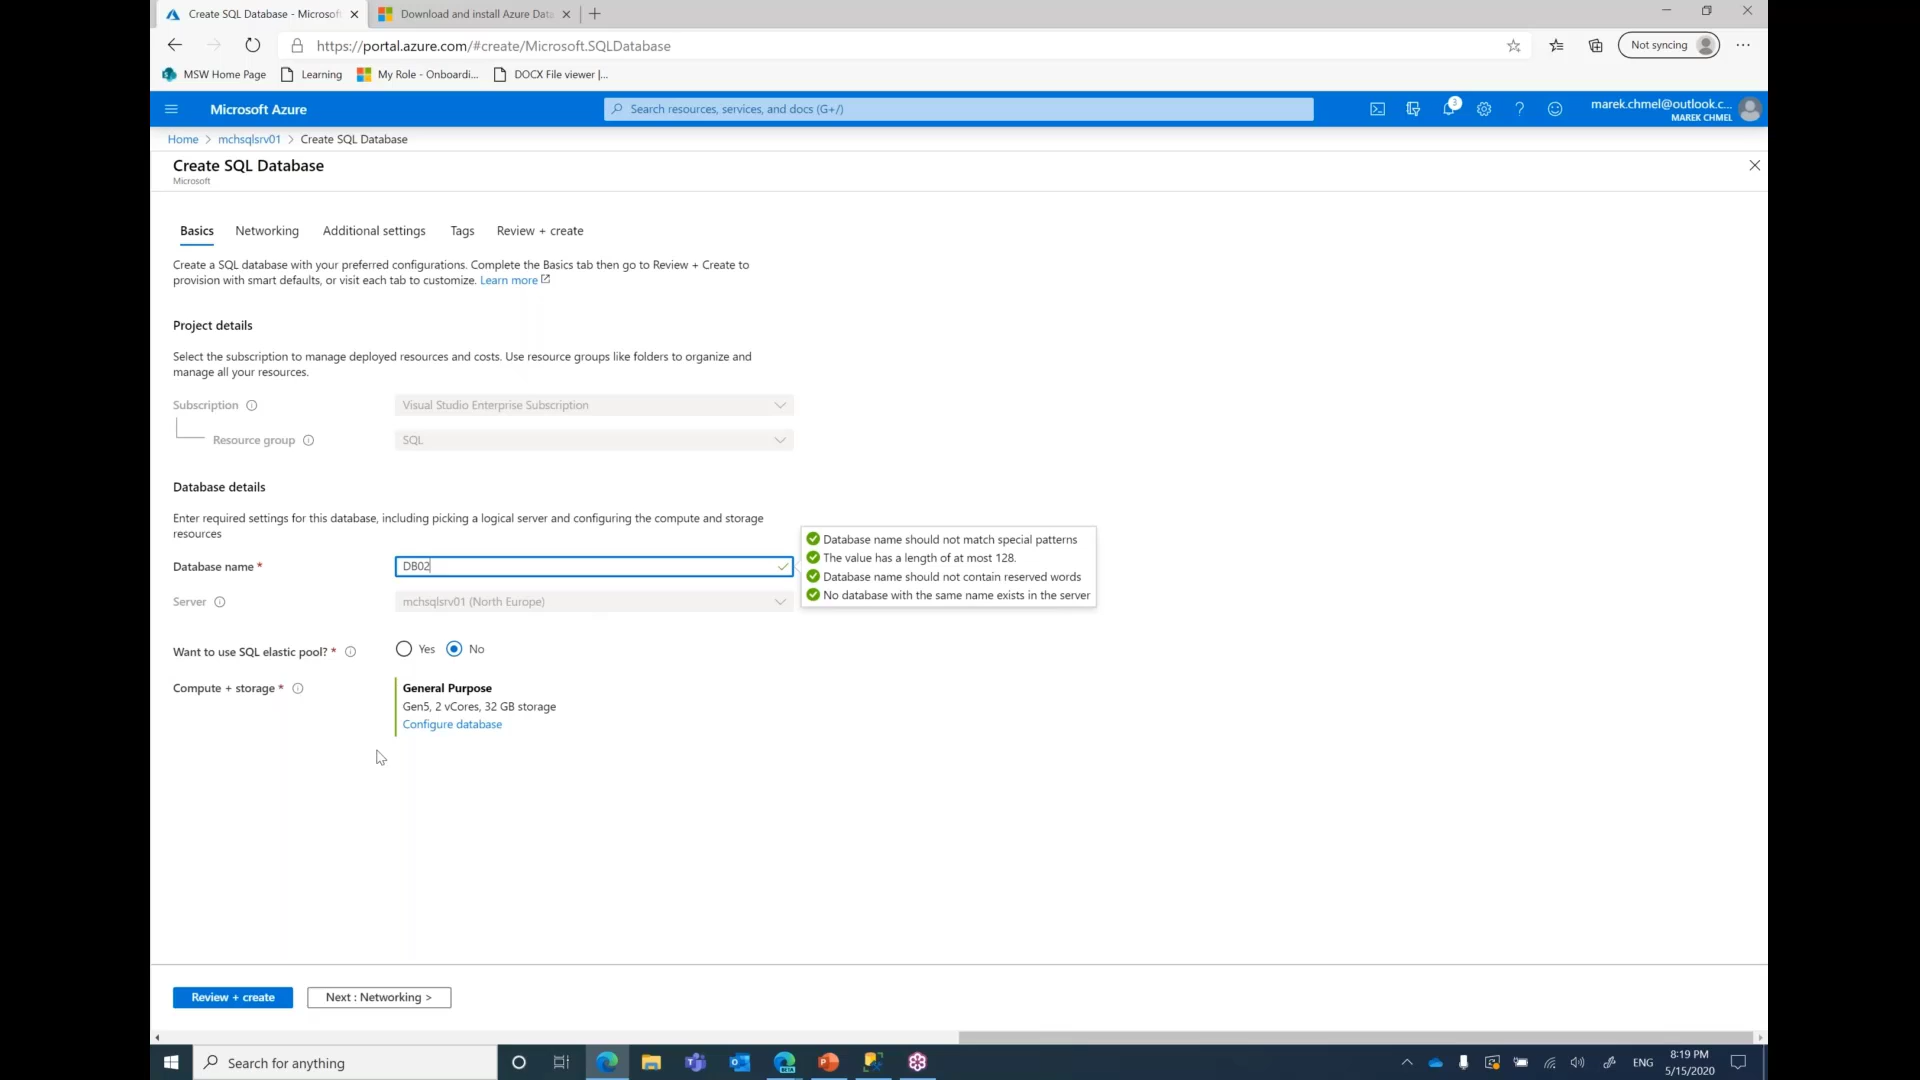 Create SQL Database - Microsof
Download and install Azure Data
https://portal.azure.com/#create/Microsoft.SQLDatabase
Not syncing
MSW Home Page
Learning
My Role - Onboardi...
DOCX File viewer |...
Microsoft Azure
Search resources, services, and docs (G+/)
3
marek.chmel@outlook.c...
MAREK CHMEL
Home > mchsqlsrv01 > Create SQL Database
Create SQL Database
Microsoft
Basics
Networking
Additional settings
Tags
Review + create
Create a SQL database with your preferred configurations. Complete the Basics tab then go to Review + Create to
provision with smart defaults, or visit each tab to customize. Learn more
Project details
Select the subscription to manage deployed resources and costs. Use resource groups like folders to organize and
manage all your resources.
Subscription
Visual Studio Enterprise Subscription
Resource group
SQL
Database details
Enter required settings for this database, including picking a logical server and configuring the compute and storage
resources
Database name *
DB02
Database name should not match special patterns
The value has a length of at most 128.
Database name should not contain reserved words
No database with the same name exists in the server
Server
mchsqlsrv01 (North Europe)
Want to use SQL elastic pool? *
Yes
No
Compute + storage *
General Purpose
Gen5, 2 vCores, 32 GB storage
Configure database
Review + create
Next : Networking >
Search for anything
BETA
ENG
8:19 PM
5/15/2020